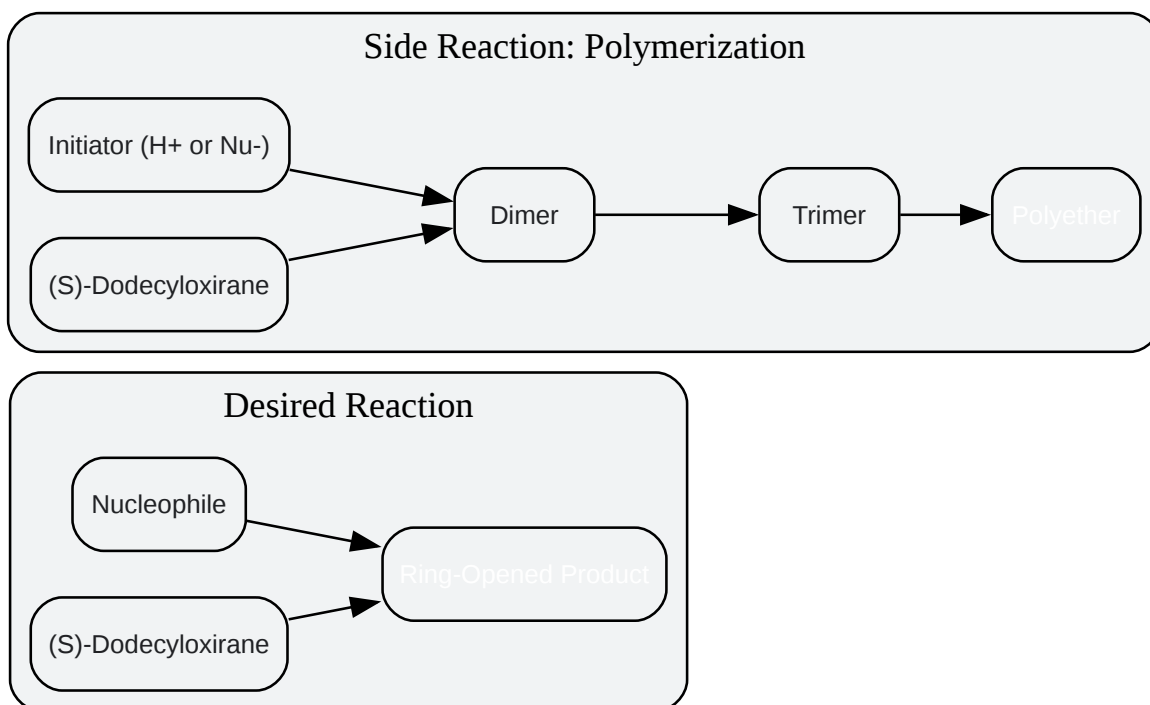 Side Reaction: Polymerization
Initiator (H+ or Nu-)
(S)-Dodecyloxirane
Dimer
Trimer
Polyether
Desired Reaction
Nucleophile
(S)-Dodecyloxirane
Ring-Opened Product